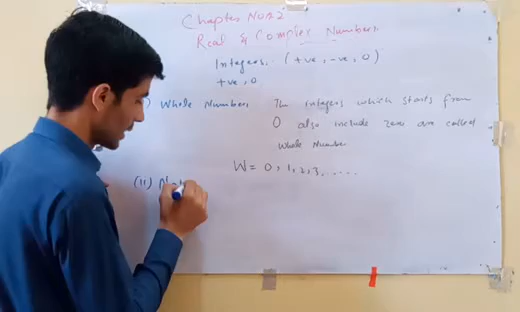 Chapter No#2
Real & Complex Numbers
Integers. (+ve, -ve, 0)
+ve, 0
) Whole Numbers The integers which starts from
0 also include zero are called
Whole Number
W = 0, 1, 2, 3, .....
(ii) Nat